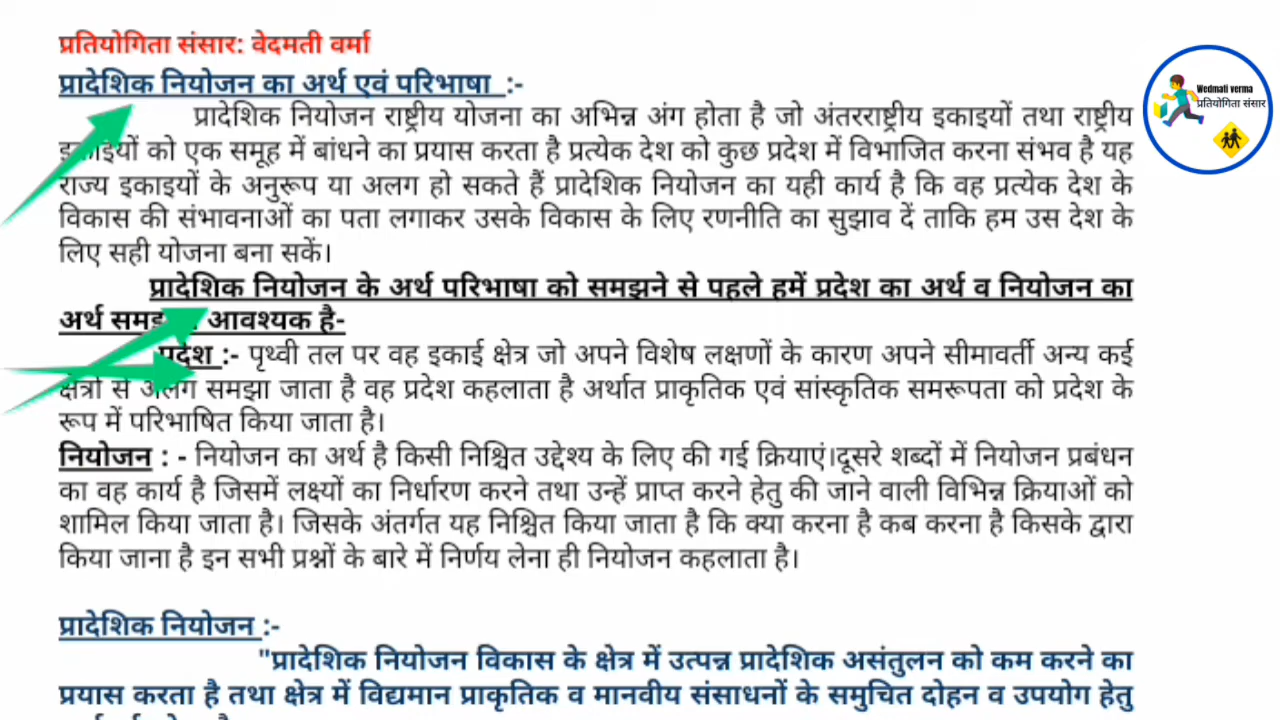 प्रतियोगिता संसार: वेदमती वर्मा
प्रादेशिक नियोजन का अर्थ एवं परिभाषा :-
Wedmati verma
प्रतियोगिता संसार
प्रादेशिक नियोजन राष्ट्रीय योजना का अभिन्न अंग होता है जो अंतरराष्ट्रीय इकाइयों तथा राष्ट्रीय
इकाइयों को एक समूह में बांधने का प्रयास करता है प्रत्येक देश को कुछ प्रदेश में विभाजित करना संभव है यह
राज्य इकाइयों के अनुरूप या अलग हो सकते हैं प्रादेशिक नियोजन का यही कार्य है कि वह प्रत्येक देश के
विकास की संभावनाओं का पता लगाकर उसके विकास के लिए रणनीति का सुझाव दें ताकि हम उस देश के
लिए सही योजना बना सकें।
प्रादेशिक नियोजन के अर्थ परिभाषा को समझने से पहले हमें प्रदेश का अर्थ व नियोजन का
अर्थ आवश्यक है-
प्रदेश :- पृथ्वी तल पर वह इकाई क्षेत्र जो अपने विशेष लक्षणों के कारण अपने सीमावर्ती अन्य कई
क्षेत्रों से अलग समझा जाता है वह प्रदेश कहलाता है अर्थात प्राकृतिक एवं सांस्कृतिक समरूपता को प्रदेश के
रूप में परिभाषित किया जाता है।
नियोजन : - नियोजन का अर्थ है किसी निश्चित उद्देश्य के लिए की गई क्रियाएं।दूसरे शब्दों में नियोजन प्रबंधन
का वह कार्य है जिसमें लक्ष्यों का निर्धारण करने तथा उन्हें प्राप्त करने हेतु की जाने वाली विभिन्न क्रियाओं को
शामिल किया जाता है। जिसके अंतर्गत यह निश्चित किया जाता है कि क्या करना है कब करना है किसके द्वारा
किया जाना है इन सभी प्रश्नों के बारे में निर्णय लेना ही नियोजन कहलाता है।
प्रादेशिक नियोजन :-
"प्रादेशिक नियोजन विकास के क्षेत्र में उत्पन्न प्रादेशिक असंतुलन को कम करने का
प्रयास करता है तथा क्षेत्र में विद्यमान प्राकृतिक व मानवीय संसाधनों के समुचित दोहन व उपयोग हेतु